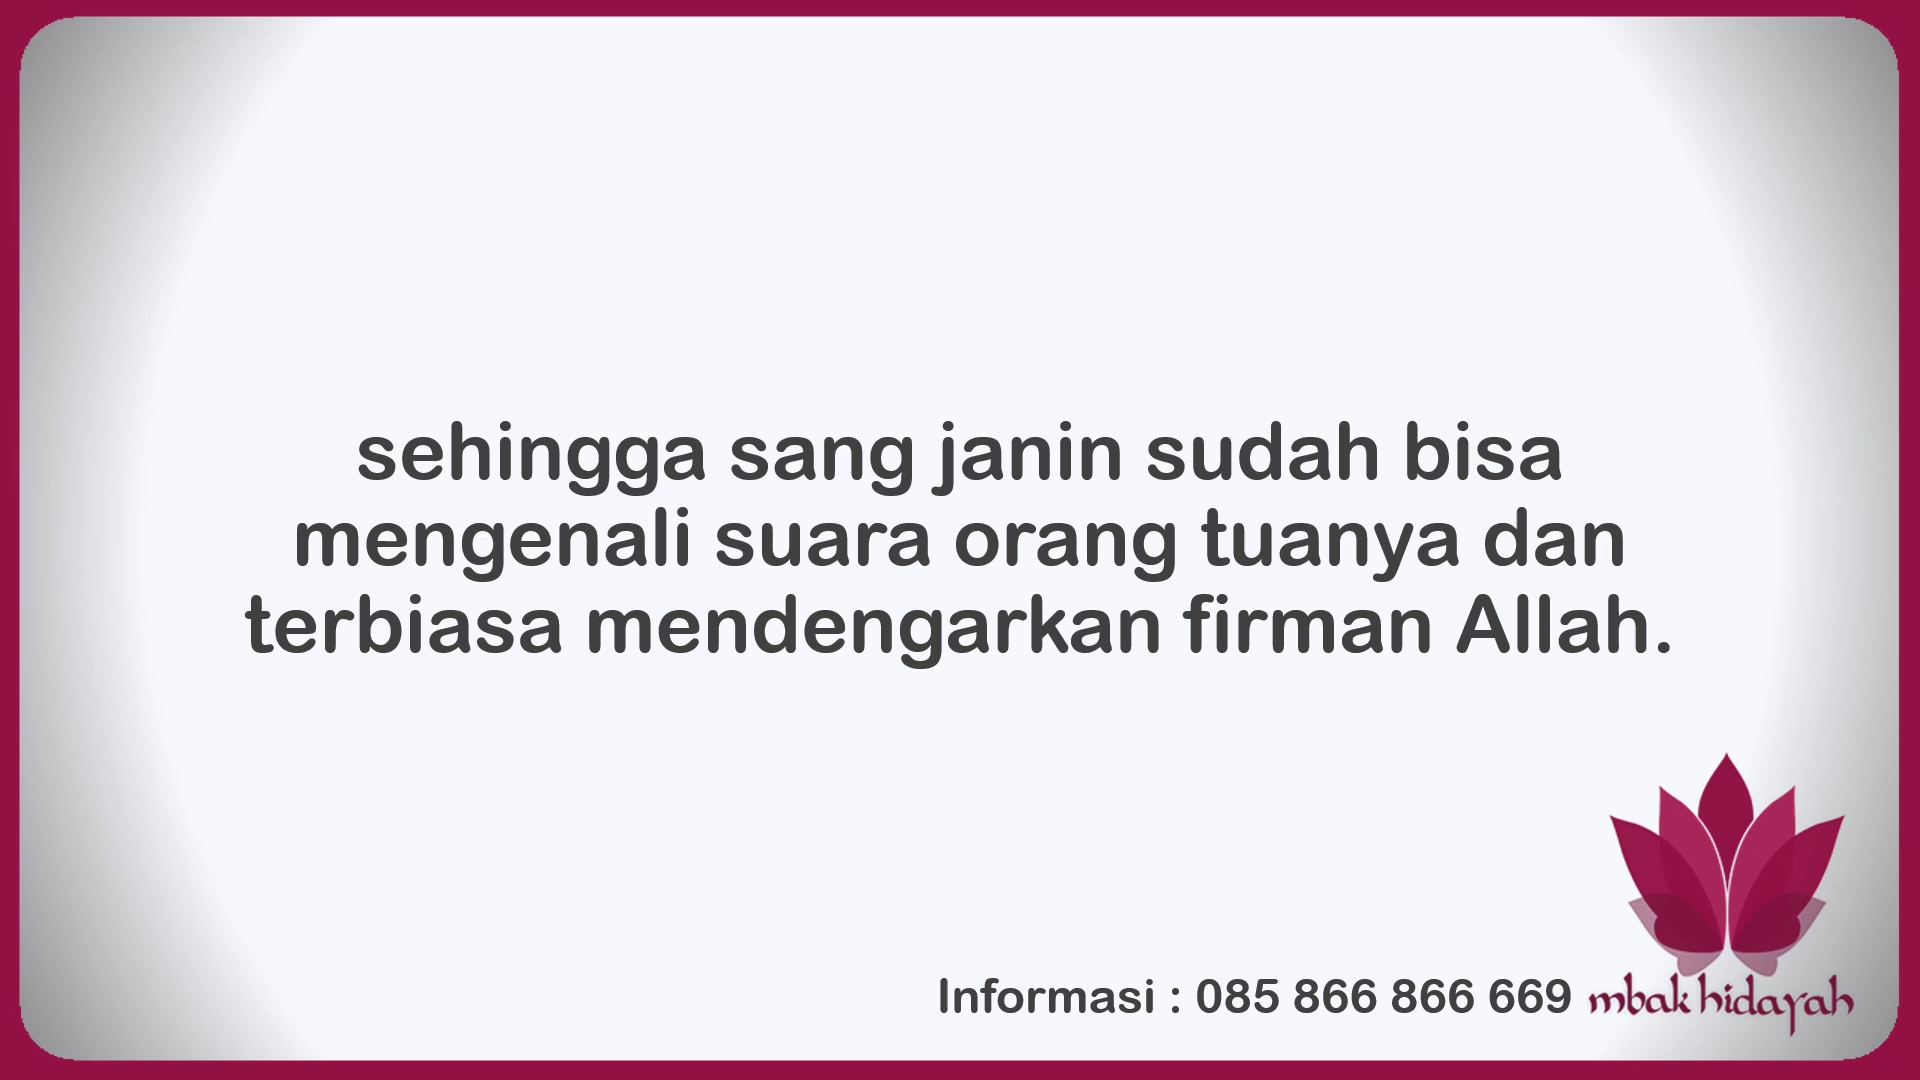 sehingga sang janin sudah bisa
mengenali suara orang tuanya dan
terbiasa mendengarkan firman Allah.
Informasi : 085 866 866 669
mbak hidayah